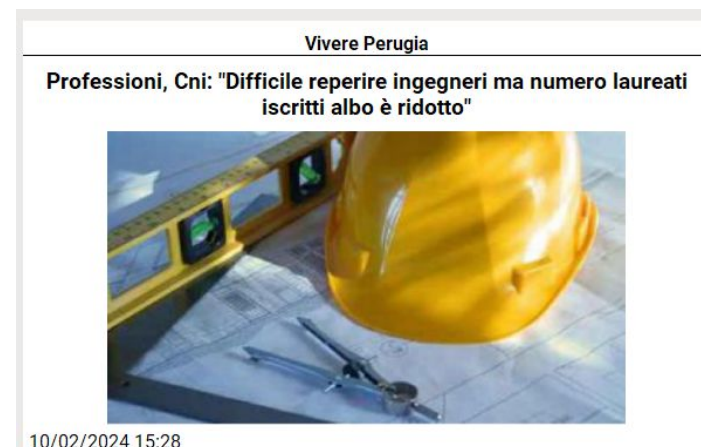 Vivere Perugia
Professioni, Cni: "Difficile reperire ingegneri ma numero laureati
iscritti albo è ridotto"
10/02/2024 15:28